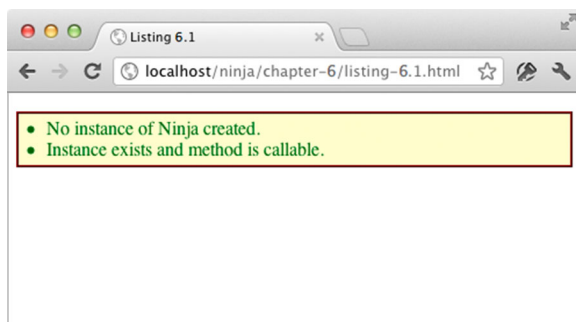 Listing 6.1
localhost/ninja/chapter-6/listing-6.1.html
No instance of Ninja created.
Instance exists and method is callable.